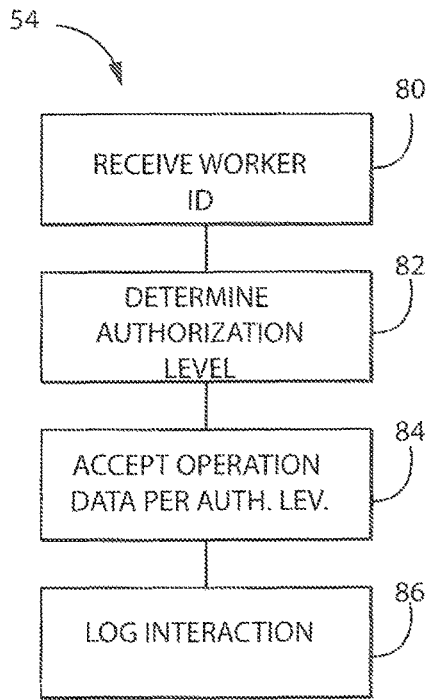 54
80
RECEIVE WORKER
ID
82
DETERMINE
AUTHORIZATION
LEVEL
84
ACCEPT OPERATION
DATA PER AUTH. LEV.
86
LOG INTERACTION